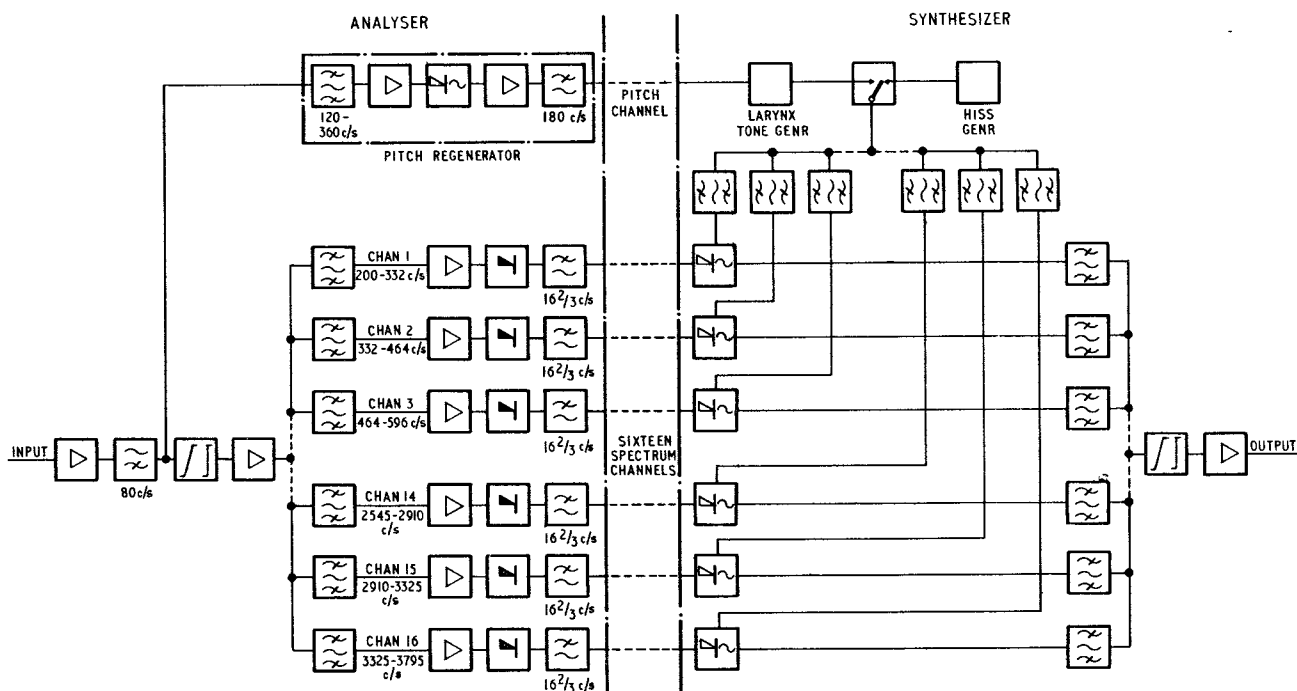 ANALYSER
SYNTHESIZER
120-
360c/s
180 c/s
PITCH REGENERATOR
PITCH
CHANNEL
LARYNX
TONE GENR
HISS
GENR
CHAN 1
200-332c/s
16 2/3 c/s
CHAN 2
332-464c/s
16 2/3 c/s
CHAN 3
464-596c/s
16 2/3 c/s
INPUT
80c/s
SIXTEEN
SPECTRUM
CHANNELS
OUTPUT
CHAN 14
2545-2910
c/s
16 2/3 c/s
CHAN 15
2910-3325
c/s
16 2/3 c/s
CHAN 16
3325-3795
c/s
16 2/3 c/s